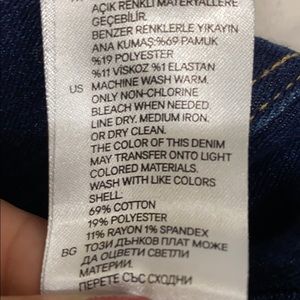 AÇIK RENKLİ MATERYALLERE
GEÇEBİLİR.
BENZER RENKLERLE YIKAYIN
ANA KUMAŞ:%69 PAMUK
%19 POLYESTER
%11 VİSKOZ %1 ELASTAN
US MACHINE WASH WARM.
ONLY NON-CHLORINE
BLEACH WHEN NEEDED.
LINE DRY. MEDIUM IRON.
OR DRY CLEAN.
THE COLOR OF THIS DENIM
MAY TRANSFER ONTO LIGHT
COLORED MATERIALS.
WASH WITH LIKE COLORS
SHELL:
69% COTTON
19% POLYESTER
11% RAYON 1% SPANDEX
BG ТОЗИ ДЪНКОВ ПЛАТ МОЖЕ
ДА ОЦВЕТИ СВЕТЛИ
МАТЕРИИ.
ПЕРЕТЕ СЪС СХОДНИ